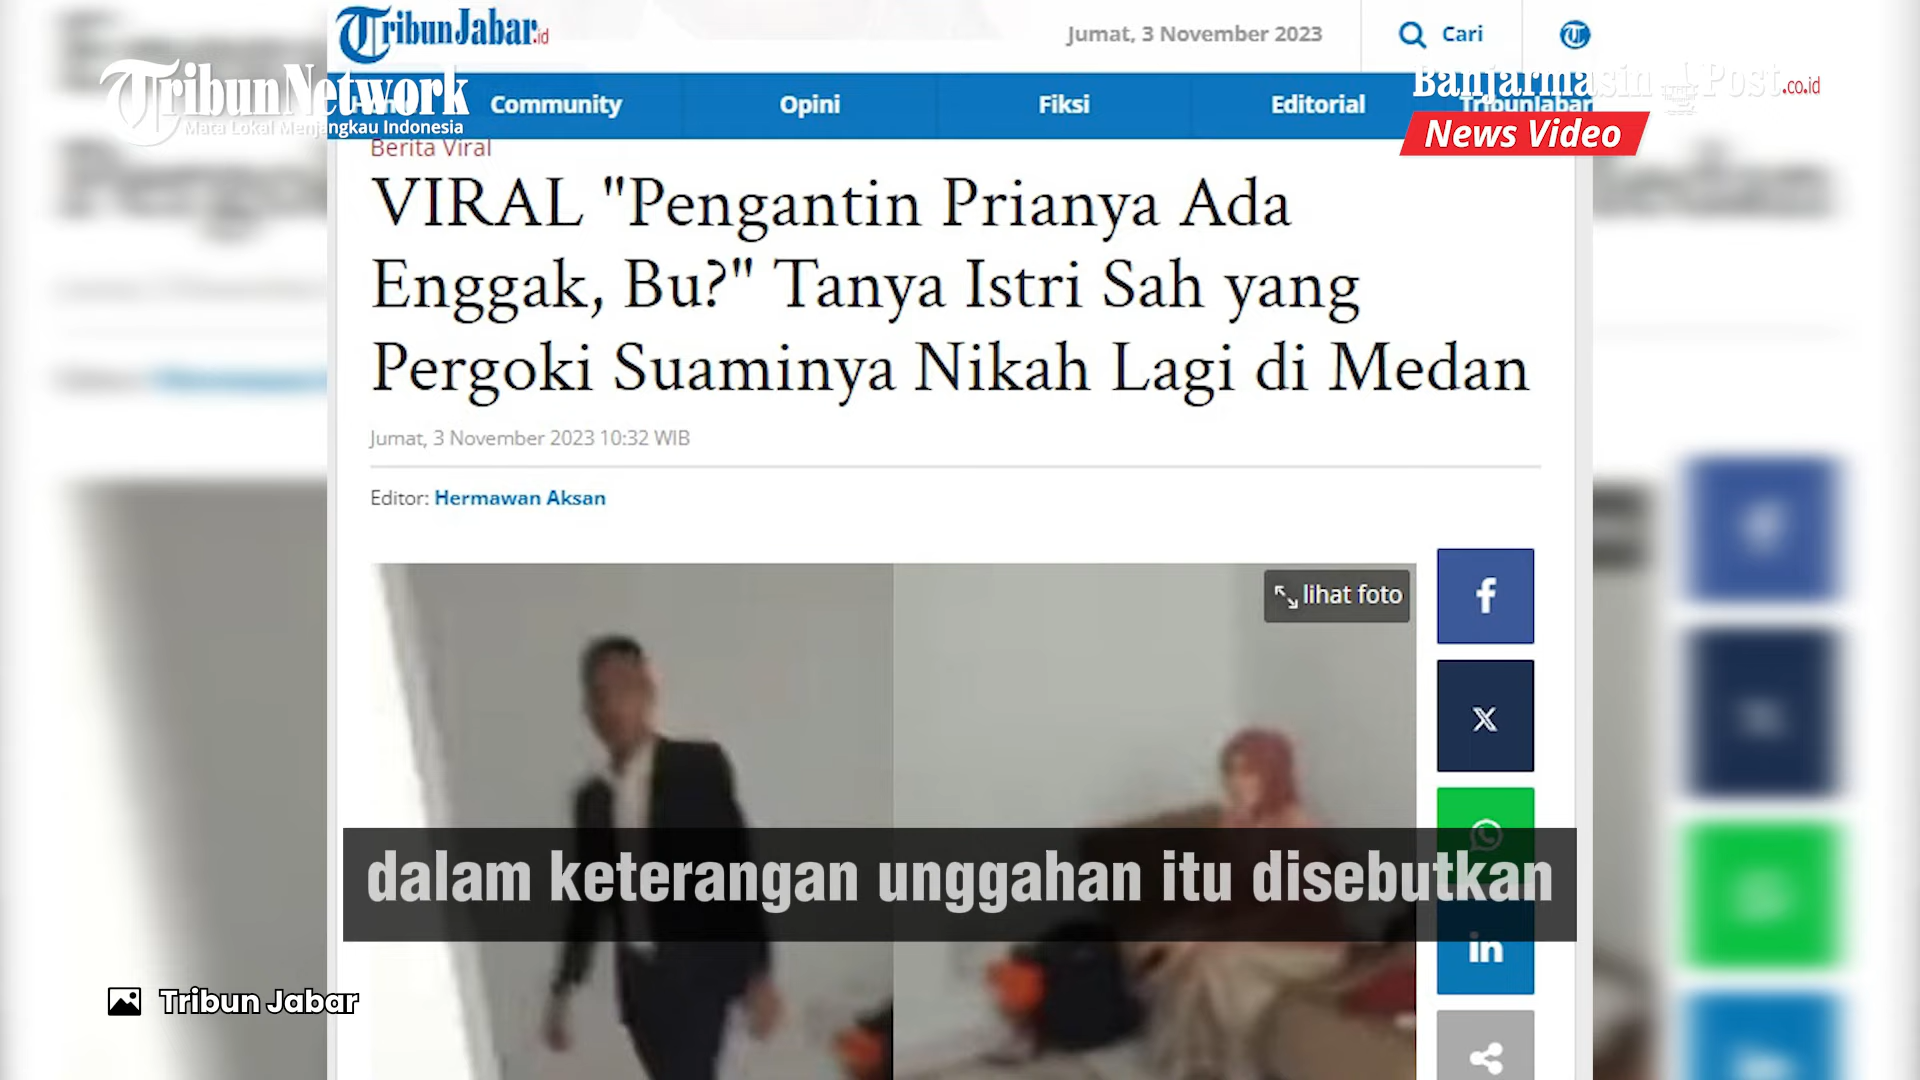 TribunJabar.id
Jumat, 3 November 2023
Cari
TribunNetwork
Mata Lokal Menjangkau Indonesia
Banjarmasin Post.co.id
News Video
Community
Opini
Fiksi
Editorial
TribunJabar
Berita Viral
VIRAL "Pengantin Prianya Ada
Enggak, Bu?" Tanya Istri Sah yang
Pergoki Suaminya Nikah Lagi di Medan
Jumat, 3 November 2023 10:32 WIB
Editor: Hermawan Aksan
lihat foto
dalam keterangan unggahan itu disebutkan
Tribun Jabar